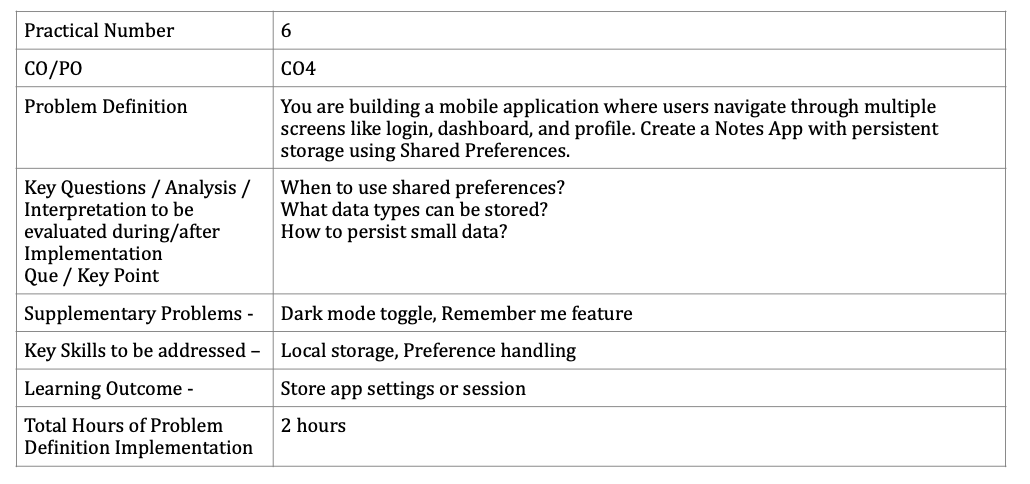 Practical Number
6
CO/PO
CO4
Problem Definition
You are building a mobile application where users navigate through multiple
screens like login, dashboard, and profile. Create a Notes App with persistent
storage using Shared Preferences.
Key Questions / Analysis /
Interpretation to be
evaluated during/after
Implementation
Que / Key Point
When to use shared preferences?
What data types can be stored?
How to persist small data?
Supplementary Problems -
Dark mode toggle, Remember me feature
Key Skills to be addressed –
Local storage, Preference handling
Learning Outcome -
Store app settings or session
Total Hours of Problem
Definition Implementation
2 hours